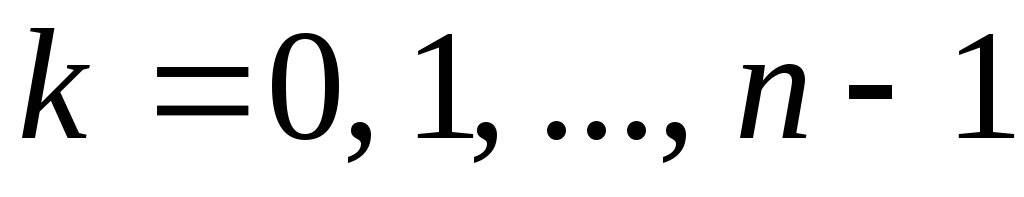 k = 0, 1, ..., n - 1